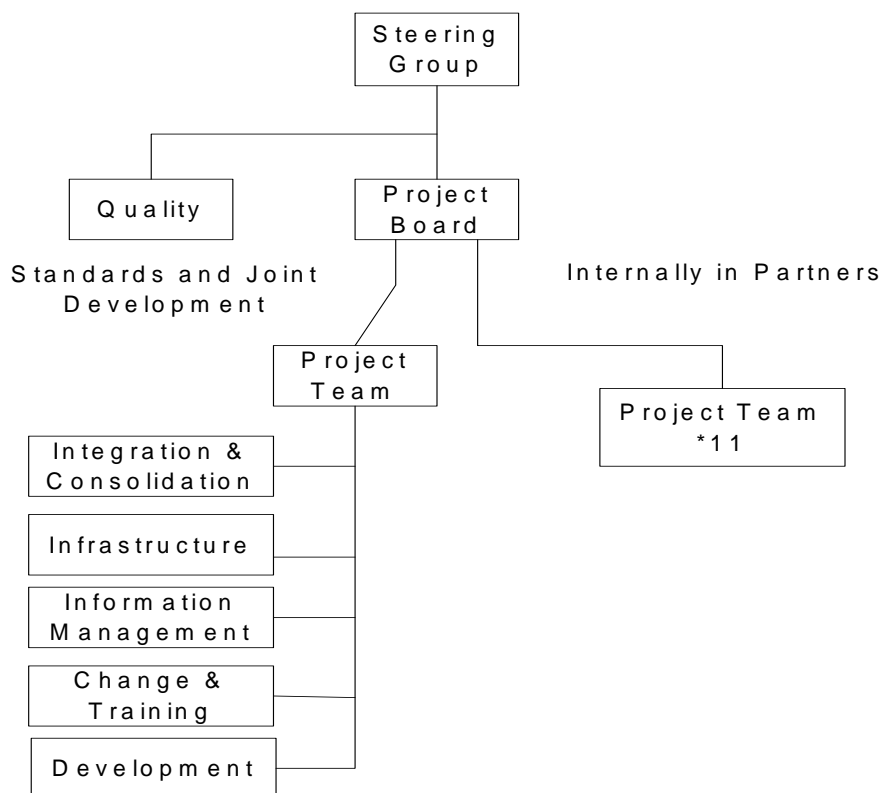 Steering
Group
Quality
Project
Board
Standards and Joint
Development
Internally in Partners
Project
Team
Project Team
*11
Integration &
Consolidation
Infrastructure
Information
Management
Change &
Training
Development